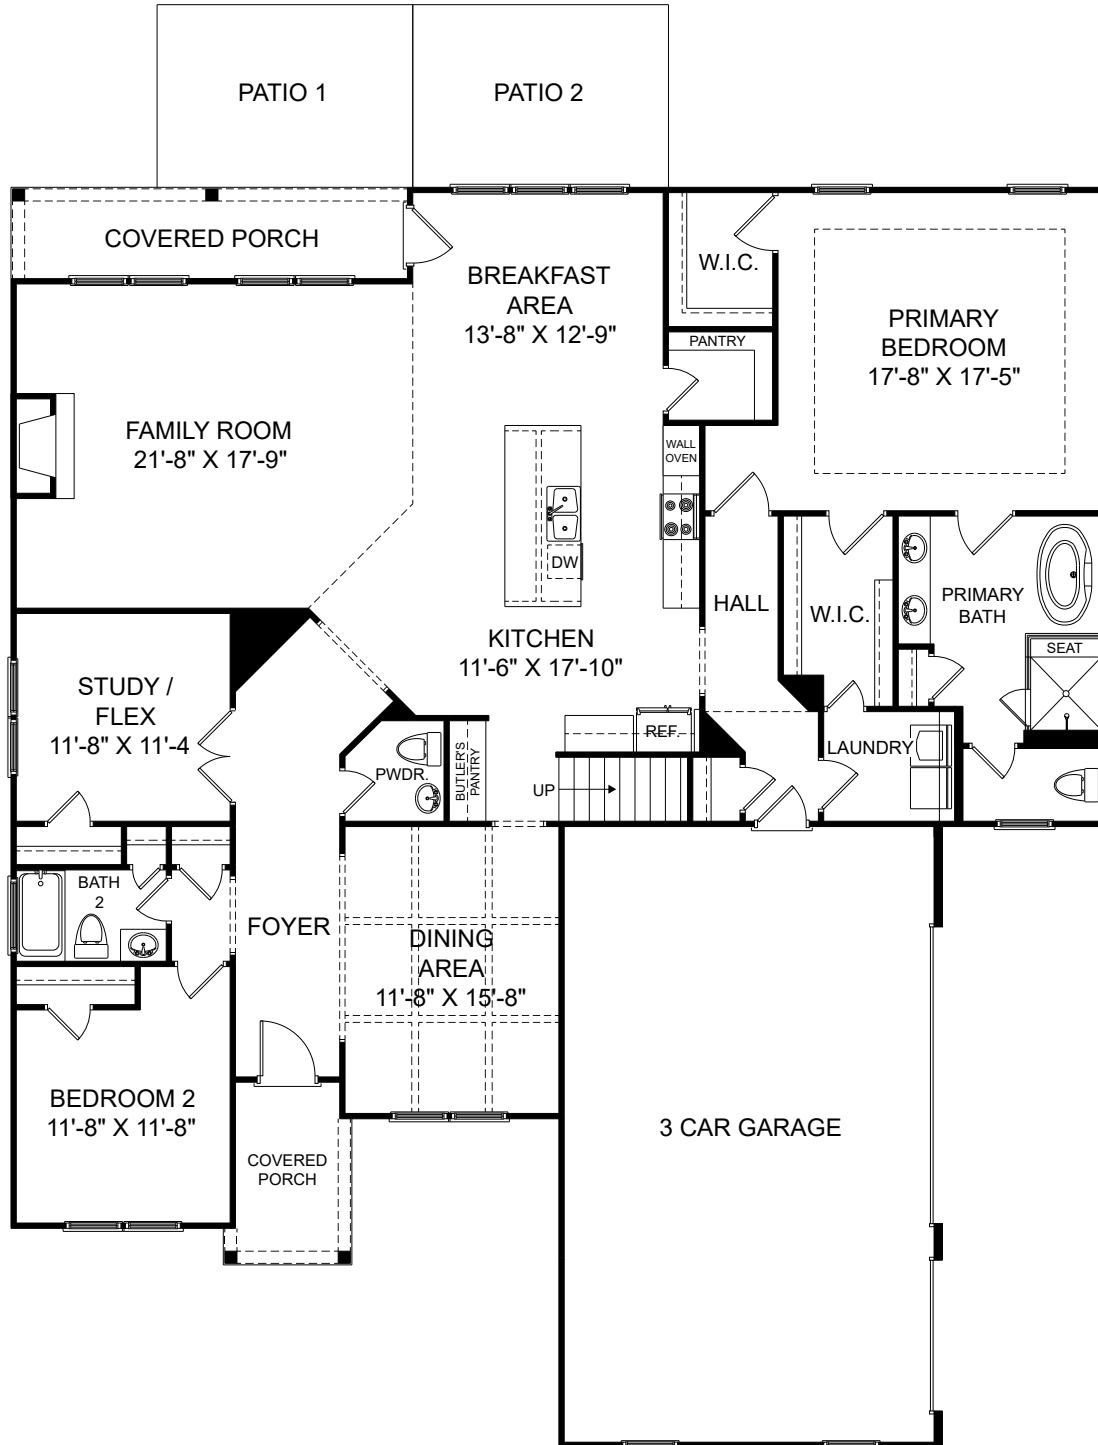 PATIO 1
PATIO 2
COVERED PORCH
BREAKFAST
AREA
13'-8" X 12'-9"
W.I.C.
PANTRY
PRIMARY
BEDROOM
17'-8" X 17'-5"
FAMILY ROOM
21'-8" X 17'-9"
WALL
OVEN
DW
KITCHEN
11'-6" X 17'-10"
HALL
W.I.C.
PRIMARY
BATH
SEAT
STUDY /
FLEX
11'-8" X 11'-4
PWDR.
BUTLER'S
PANTRY
REF.
UP
LAUNDRY
BATH
2
FOYER
DINING
AREA
11'-8" X 15'-8"
BEDROOM 2
11'-8" X 11'-8"
COVERED
PORCH
3 CAR GARAGE